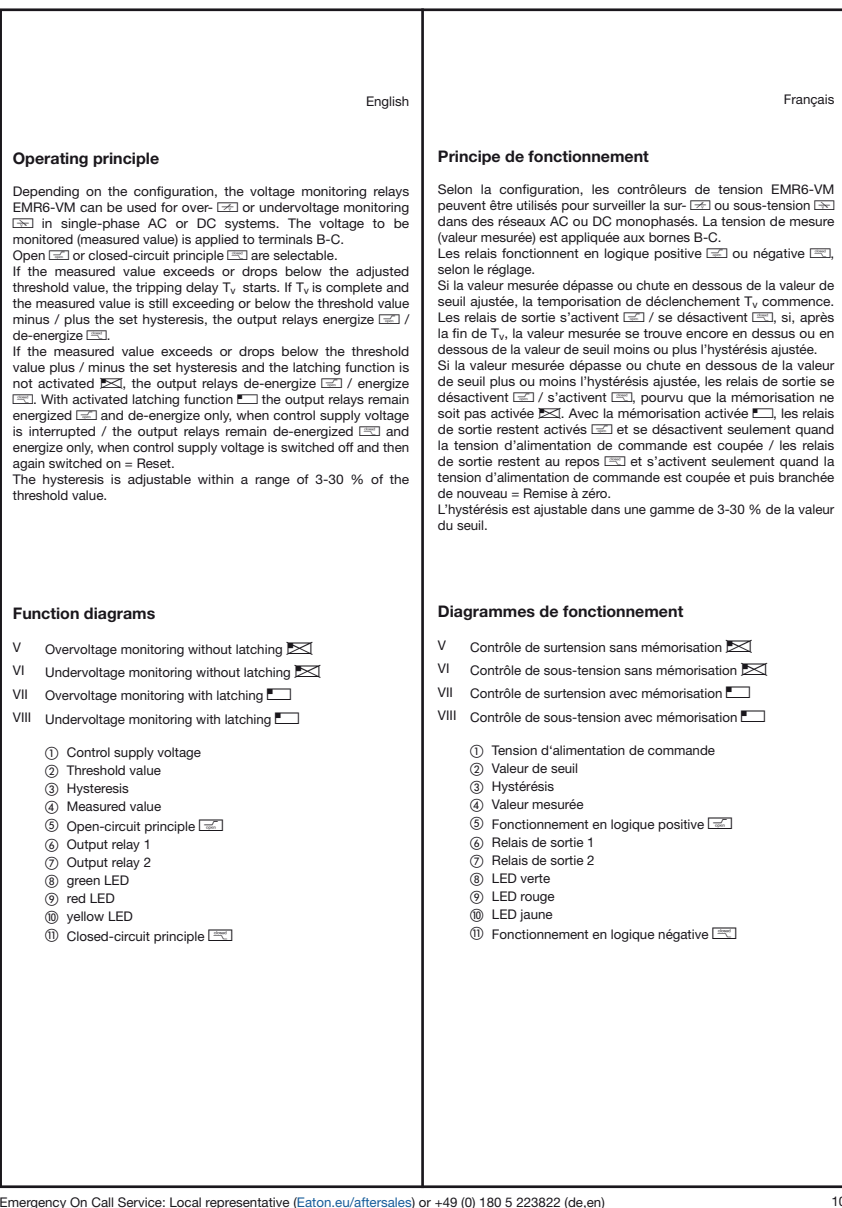 English
Operating principle
Depending on the configuration, the voltage monitoring relays
EMR6-VM can be used for over- or undervoltage monitoring
in single-phase AC or DC systems. The voltage to be
monitored (measured value) is applied to terminals B-C.
Open or closed-circuit principle are selectable.
If the measured value exceeds or drops below the adjusted
threshold value, the tripping delay Tv starts. If Tv is complete and
the measured value is still exceeding or below the threshold value
minus / plus the set hysteresis, the output relays energize /
de-energize .
If the measured value exceeds or drops below the threshold
value plus / minus the set hysteresis and the latching function is
not activated , the output relays de-energize / energize
. With activated latching function the output relays remain
energized and de-energize only, when control supply voltage
is interrupted / the output relays remain de-energized and
energize only, when control supply voltage is switched off and then
again switched on = Reset.
The hysteresis is adjustable within a range of 3-30 % of the
threshold value.
Function diagrams
V Overvoltage monitoring without latching
VI Undervoltage monitoring without latching
VII Overvoltage monitoring with latching
VIII Undervoltage monitoring with latching
① Control supply voltage
② Threshold value
③ Hysteresis
④ Measured value
⑤ Open-circuit principle
⑥ Output relay 1
⑦ Output relay 2
⑧ green LED
⑨ red LED
⑩ yellow LED
⑪ Closed-circuit principle
Français
Principe de fonctionnement
Selon la configuration, les contrôleurs de tension EMR6-VM
peuvent être utilisés pour surveiller la sur- ou sous-tension
dans des réseaux AC ou DC monophasés. La tension de mesure
(valeur mesurée) est appliquée aux bornes B-C.
Les relais fonctionnent en logique positive ou négative ,
selon le réglage.
Si la valeur mesurée dépasse ou chute en dessous de la valeur de
seuil ajustée, la temporisation de déclenchement Tv commence.
Les relais de sortie s'activent / se désactivent , si, après
la fin de Tv, la valeur mesurée se trouve encore en dessus ou en
dessous de la valeur de seuil moins ou plus l'hystérésis ajustée.
Si la valeur mesurée dépasse ou chute en dessous de la valeur
de seuil plus ou moins l'hystérésis ajustée, les relais de sortie se
désactivent / s'activent , pourvu que la mémorisation ne
soit pas activée . Avec la mémorisation activée , les relais
de sortie restent activés et se désactivent seulement quand
la tension d'alimentation de commande est coupée / les relais
de sortie restent au repos et s'activent seulement quand la
tension d'alimentation de commande est coupée et puis branchée
de nouveau = Remise à zéro.
L'hystérésis est ajustable dans une gamme de 3-30 % de la valeur
du seuil.
Diagrammes de fonctionnement
V Contrôle de surtension sans mémorisation
VI Contrôle de sous-tension sans mémorisation
VII Contrôle de surtension avec mémorisation
VIII Contrôle de sous-tension avec mémorisation
① Tension d'alimentation de commande
② Valeur de seuil
③ Hystérésis
④ Valeur mesurée
⑤ Fonctionnement en logique positive
⑥ Relais de sortie 1
⑦ Relais de sortie 2
⑧ LED verte
⑨ LED rouge
⑩ LED jaune
⑪ Fonctionnement en logique négative
Emergency On Call Service: Local representative (Eaton.eu/aftersales) or +49 (0) 180 5 223822 (de,en)